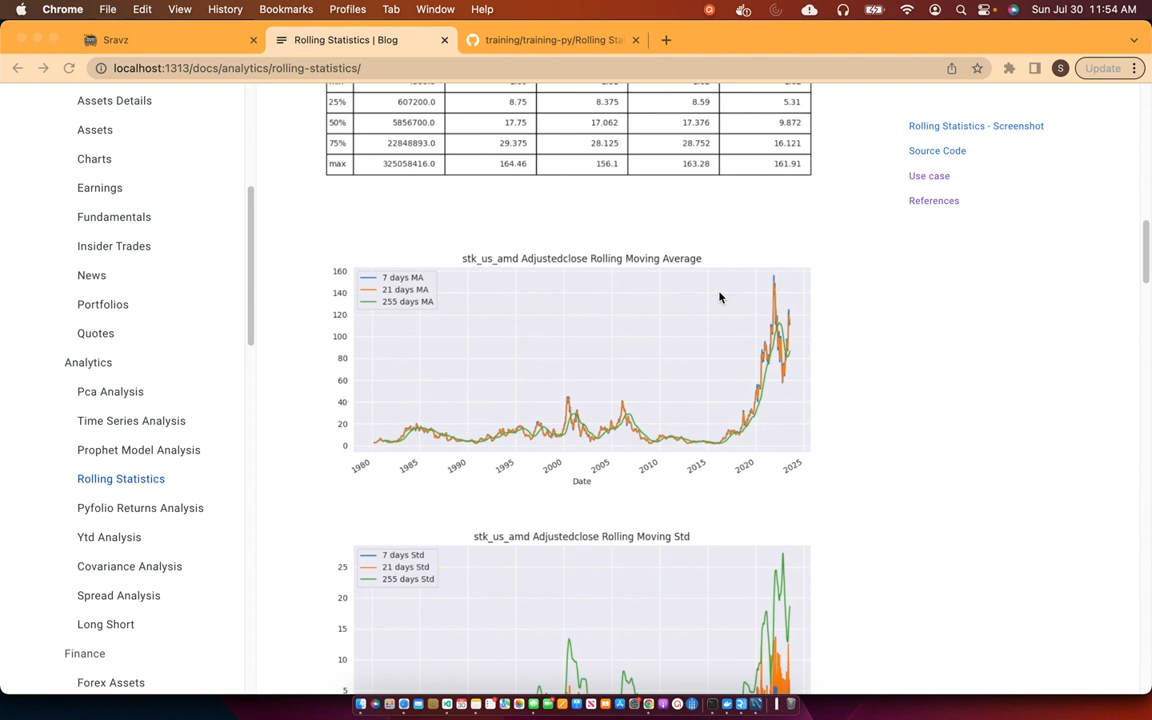 Chrome File Edit View History Bookmarks Profiles Tab Window Help Sun Jul 30 11:54 AM
Sravz
Rolling Statistics | Blog
training/training-py/Rolling Sta
localhost:1313/docs/analytics/rolling-statistics/
S
Update
Assets Details
Assets
Charts
Earnings
Fundamentals
Insider Trades
News
Portfolios
Quotes
Analytics
Pca Analysis
Time Series Analysis
Prophet Model Analysis
Rolling Statistics
Pyfolio Returns Analysis
Ytd Analysis
Covariance Analysis
Spread Analysis
Long Short
Finance
Forex Assets
25% 607200.0 8.75 8.375 8.59 5.31
50% 5856700.0 17.75 17.062 17.376 9.872
75% 22848893.0 29.375 28.125 28.752 16.121
max 325058416.0 164.46 156.1 163.28 161.91
stk_us_amd Adjustedclose Rolling Moving Average
7 days MA
21 days MA
255 days MA
160
140
120
100
80
60
40
20
0
1980 1985 1990 1995 2000 2005 2010 2015 2020 2025
Date
stk_us_amd Adjustedclose Rolling Moving Std
7 days Std
21 days Std
255 days Std
25
20
15
10
5
Rolling Statistics - Screenshot
Source Code
Use case
References